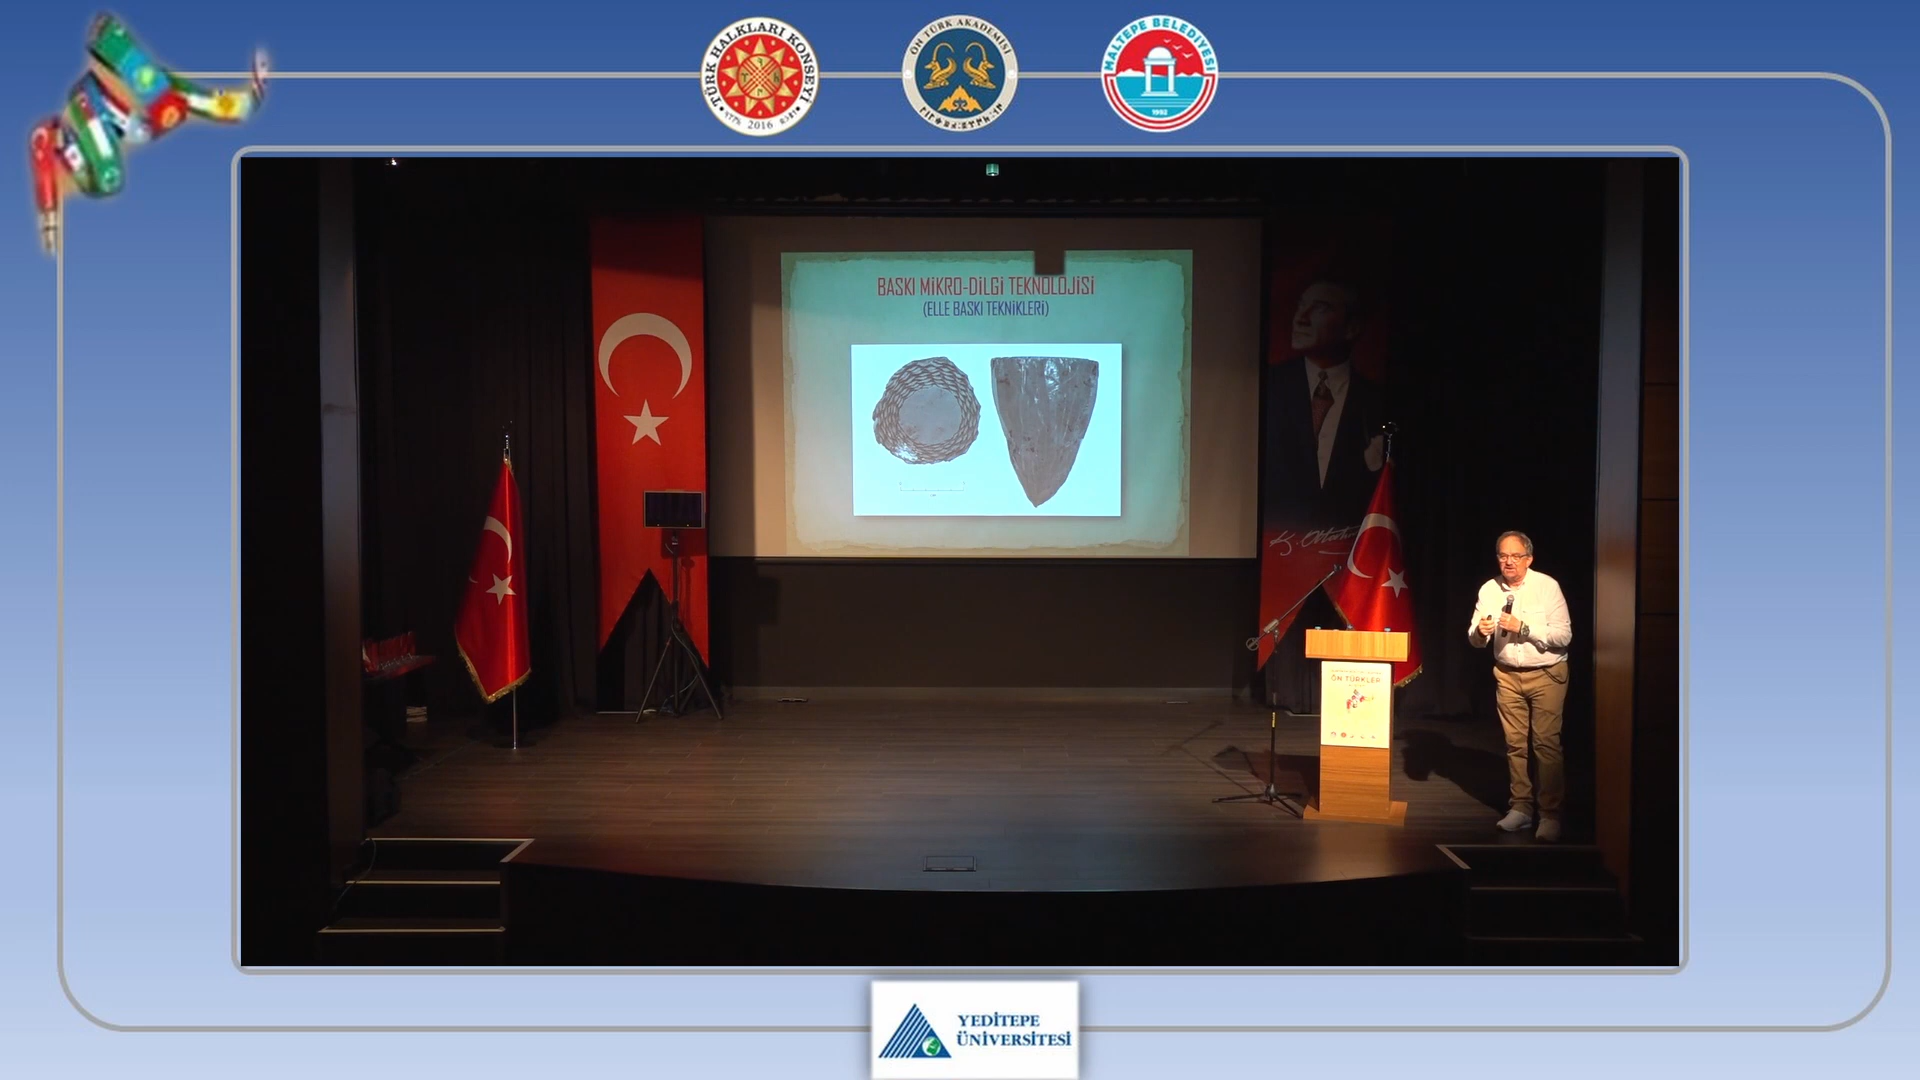 TÜRK HALKLARI KONSEYİ
2016
ÖN TÜRK AKADEMİSİ
MALTEPE BELEDİYESİ
1992
BASKI MİKRO-DİLGİ TEKNOLOJİSİ
(ELLE BASKI TEKNİKLERİ)
K. Atatürk
ÖN TÜRKLER
YEDİTEPE
ÜNİVERSİTESİ